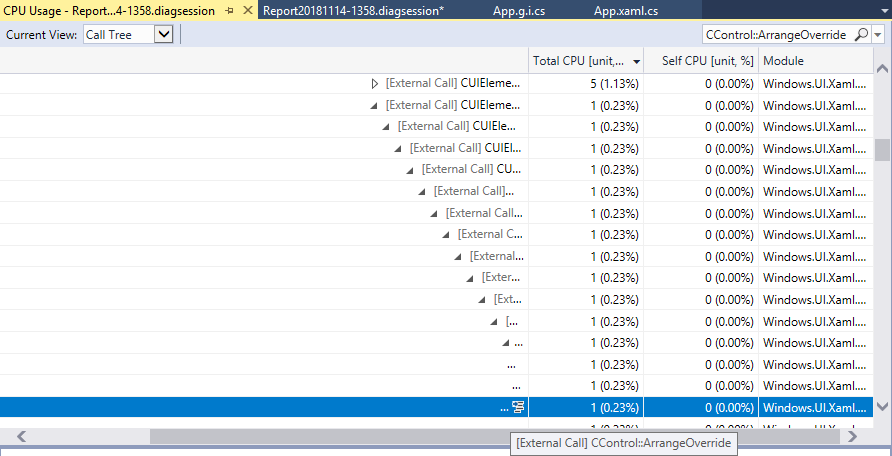 CPU Usage - Report...4-1358.diagsession Report20181114-1358.diagsession* App.g.i.cs App.xaml.cs
Current View: Call Tree CControl::ArrangeOverride
Total CPU [unit,... Self CPU [unit, %] Module
[External Call] CUIEleme... 5 (1.13%) 0 (0.00%) Windows.UI.Xaml....
[External Call] CUIEleme... 1 (0.23%) 0 (0.00%) Windows.UI.Xaml....
[External Call] CUIEle... 1 (0.23%) 0 (0.00%) Windows.UI.Xaml....
[External Call] CUIEl... 1 (0.23%) 0 (0.00%) Windows.UI.Xaml....
[External Call] CU... 1 (0.23%) 0 (0.00%) Windows.UI.Xaml....
[External Call]... 1 (0.23%) 0 (0.00%) Windows.UI.Xaml....
[External Call... 1 (0.23%) 0 (0.00%) Windows.UI.Xaml....
[External C... 1 (0.23%) 0 (0.00%) Windows.UI.Xaml....
[External... 1 (0.23%) 0 (0.00%) Windows.UI.Xaml....
[Exter... 1 (0.23%) 0 (0.00%) Windows.UI.Xaml....
[Ext... 1 (0.23%) 0 (0.00%) Windows.UI.Xaml....
[... 1 (0.23%) 0 (0.00%) Windows.UI.Xaml....
... 1 (0.23%) 0 (0.00%) Windows.UI.Xaml....
... 1 (0.23%) 0 (0.00%) Windows.UI.Xaml....
... 1 (0.23%) 0 (0.00%) Windows.UI.Xaml....
... 1 (0.23%) 0 (0.00%) Windows.UI.Xaml....
[External Call] CControl::ArrangeOverride